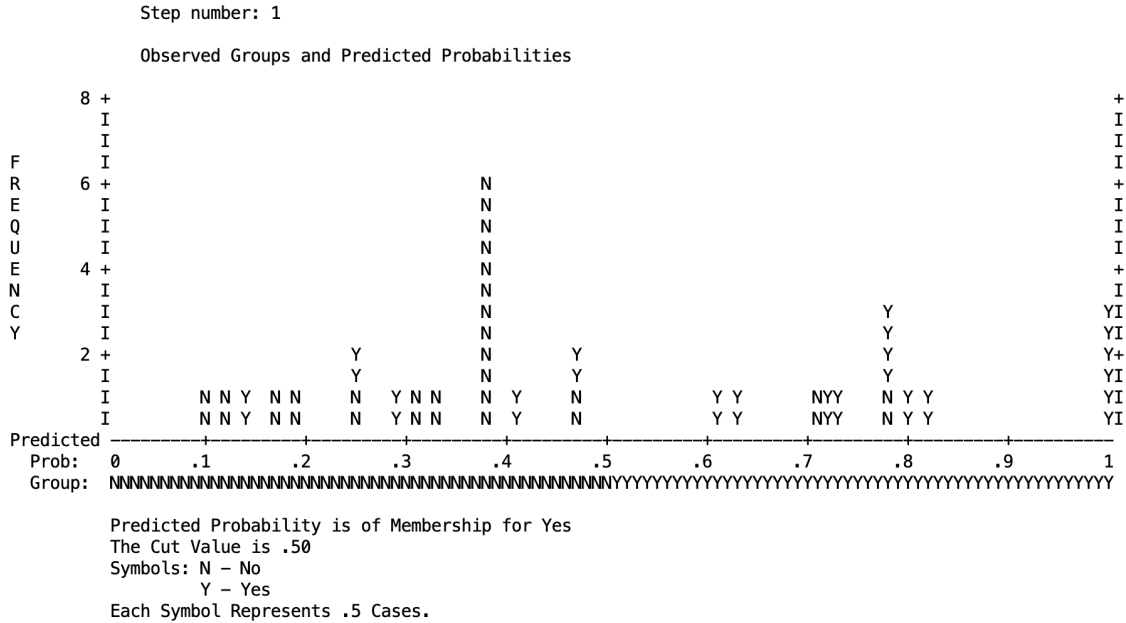 Step number: 1
Observed Groups and Predicted Probabilities
8 + +
I I
I I
F I I
R 6 + N +
E I N I
Q I N I
U I N I
E 4 + N +
N I N I
C I N Y YI
Y I N Y YI
2 + Y N Y Y Y+
I Y N Y Y YI
I N N Y N N N Y N N N Y N Y Y NYY N Y Y YI
I N N Y N N N Y N N N Y N Y Y NYY N Y Y YI
Predicted ---------+---------+---------+---------+---------+---------+---------+---------+---------+----------
Prob: 0 .1 .2 .3 .4 .5 .6 .7 .8 .9 1
Group: NNNNNNNNNNNNNNNNNNNNNNNNNNNNNNNNNNNNNNNNNNNNNNNNNNYYYYYYYYYYYYYYYYYYYYYYYYYYYYYYYYYYYYYYYYYYYYYYYYYY
Predicted Probability is of Membership for Yes
The Cut Value is .50
Symbols: N - No
Y - Yes
Each Symbol Represents .5 Cases.